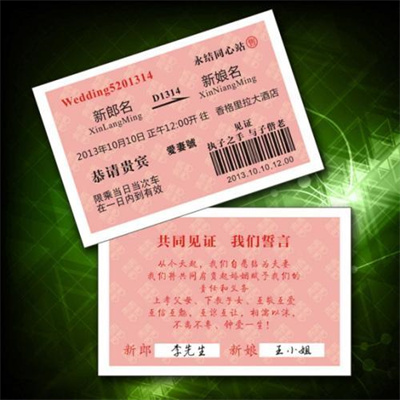 Wedding5201314
永结同心站 售
新郎名 D1314 新娘名
XinLangMing XinNiangMing
2013年10月10日 正午12:00开 往 香格里拉大酒店
恭请贵宾 愛妻號
见证
执子之手 与子偕老
限乘当日当次车
在一日内到有效
2013.10.10.12.00
共同见证 我们誓言
从今天起，我们自愿结为夫妻
我们将共同肩负起婚姻赋予我们的
责任和义务
上孝父母，下教子女，互敬互爱
互信互勉，互谅互让，相濡以沫，
不离不弃、钟爱一生！
新郎 李先生 新娘 王小姐